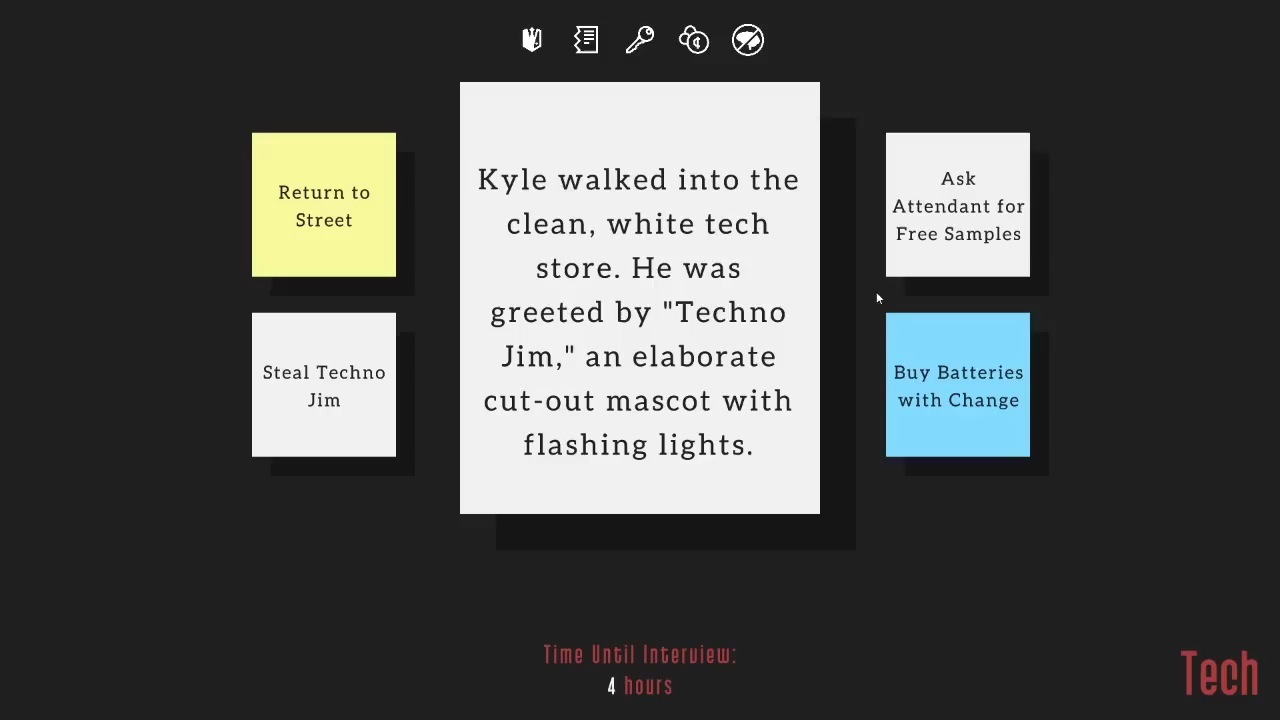 Return to
Street
Steal Techno
Jim
Kyle walked into the
clean, white tech
store. He was
greeted by "Techno
Jim," an elaborate
cut-out mascot with
flashing lights.
Ask
Attendant for
Free Samples
Buy Batteries
with Change
Time Until Interview:
4 hours
Tech